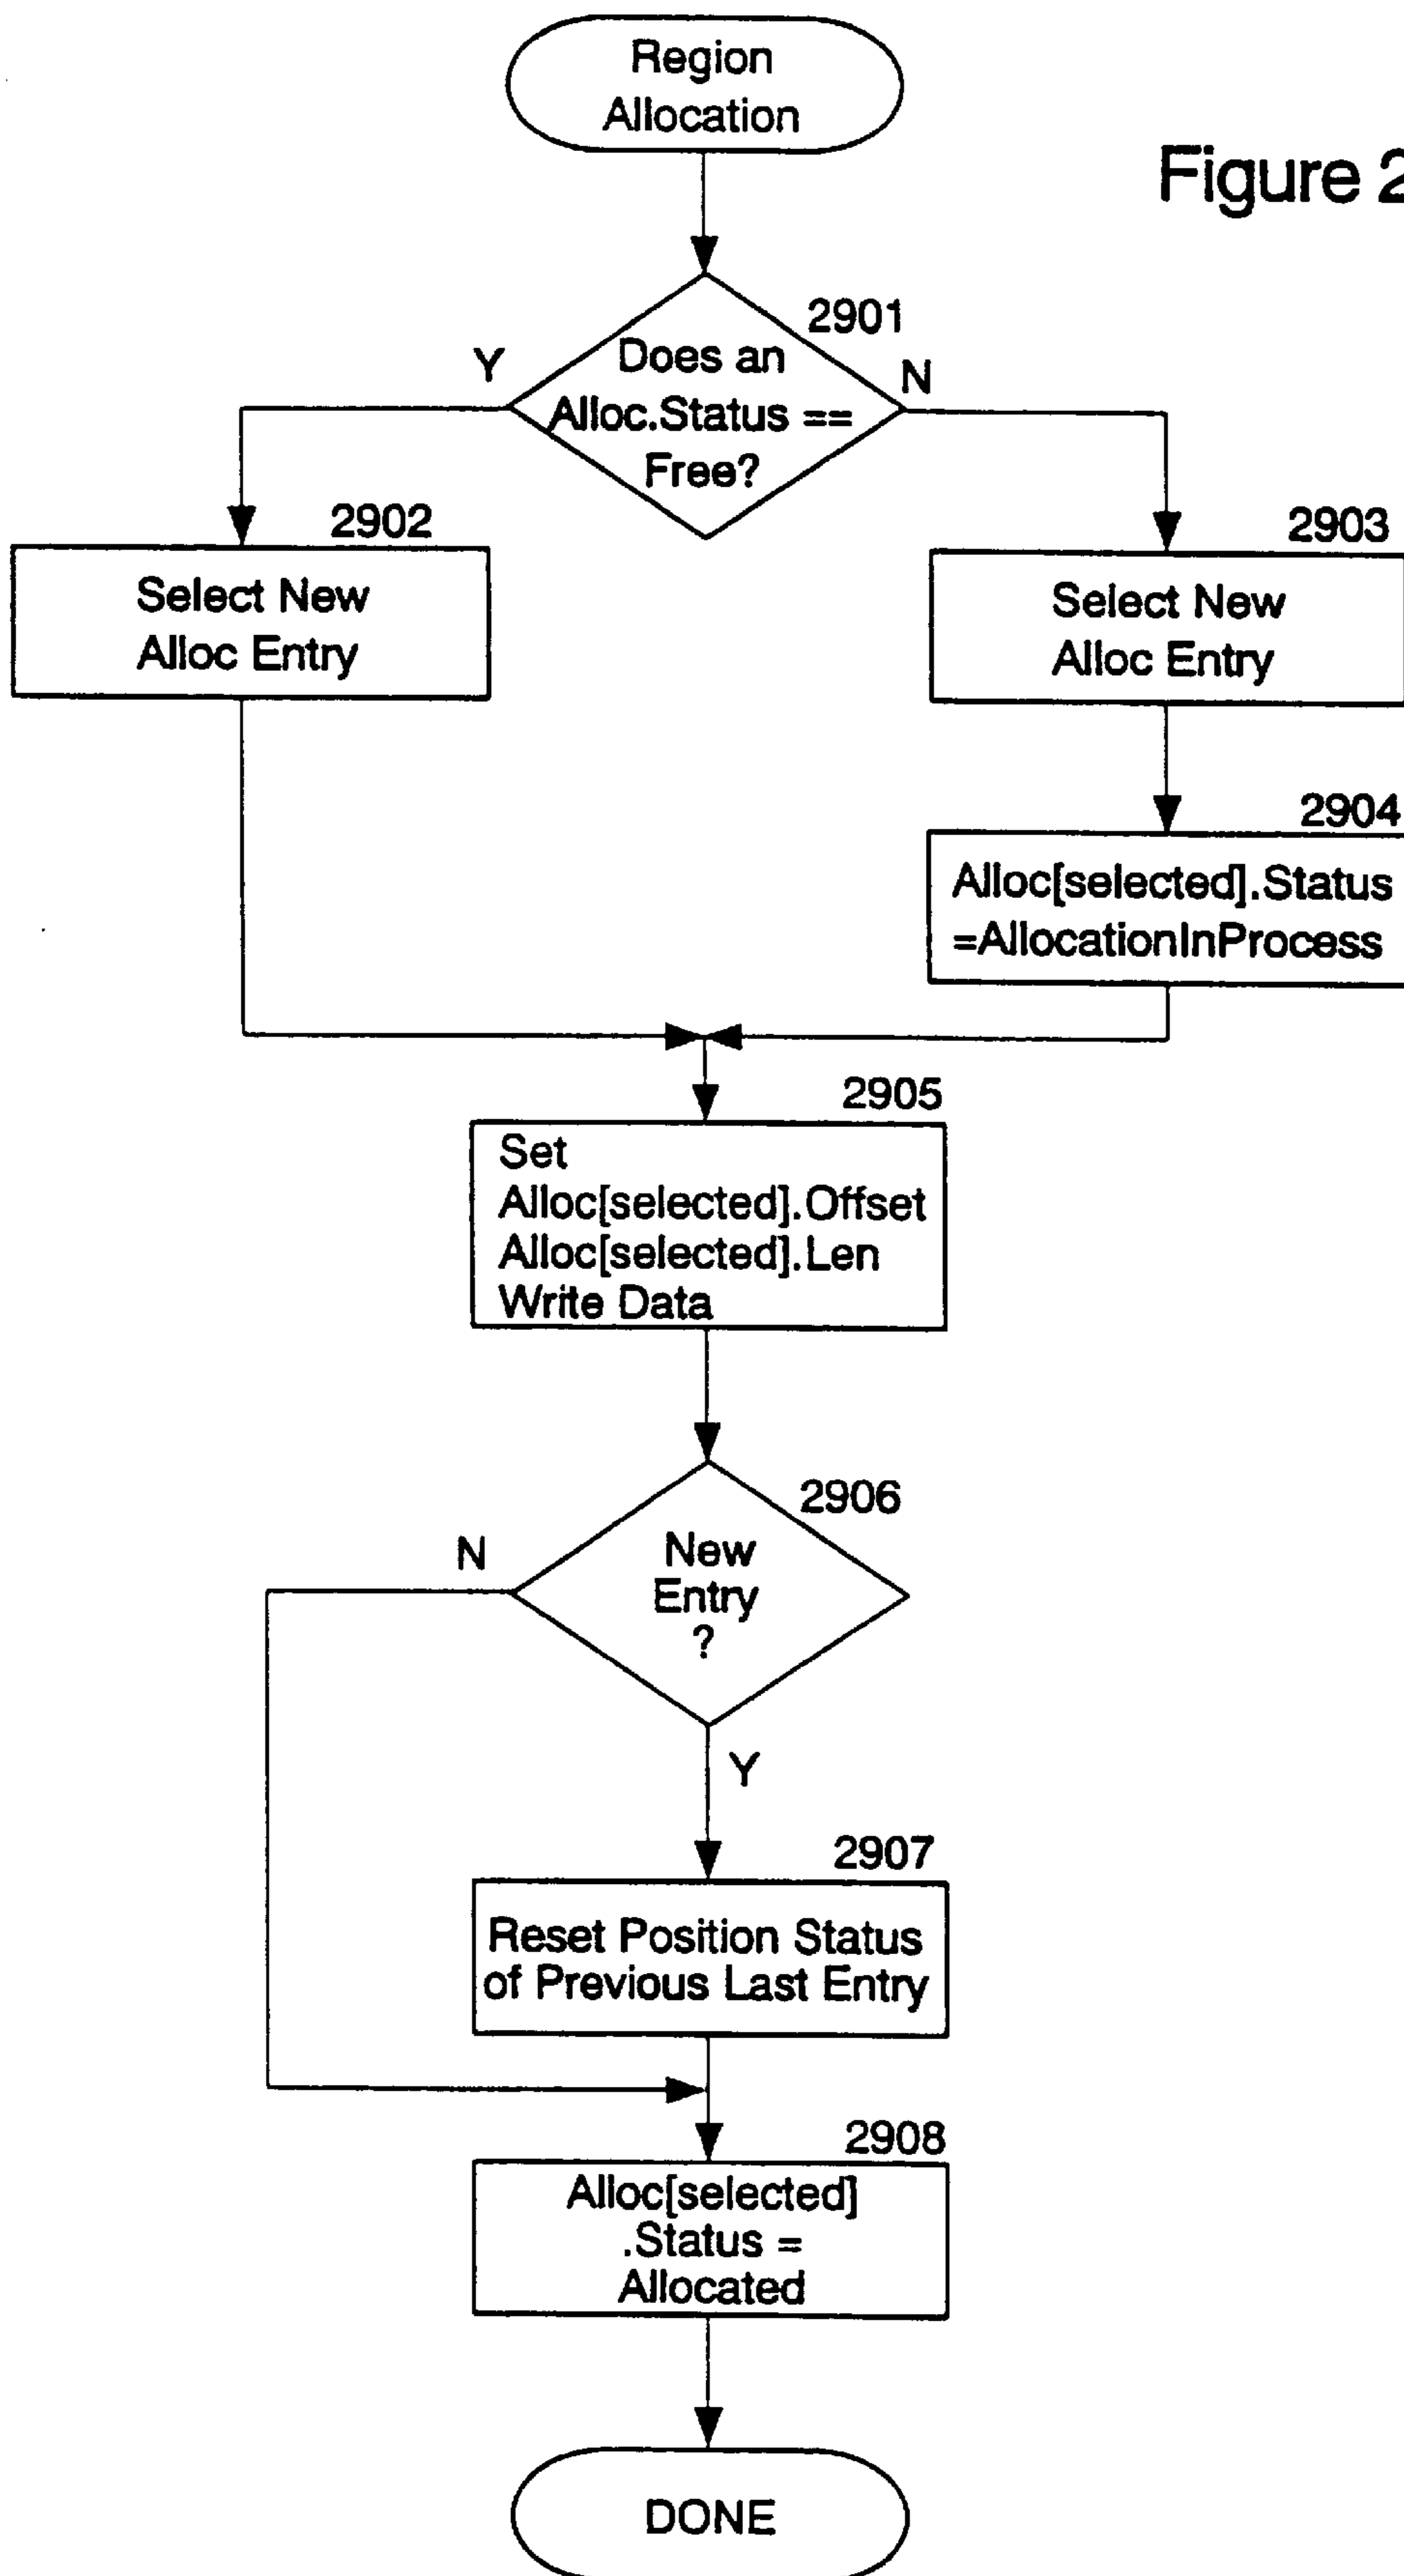 Region
Allocation
Figure 2
2901
Y
Does an
N
Alloc.Status ==
Free?
2902
2903
Select New
Alloc Entry
Select New
Alloc Entry
2904
Alloc[selected].Status
=AllocationInProcess
2905
Set
Alloc[selected].Offset
Alloc[selected].Len
Write Data
2906
N
New
Entry
?
Y
2907
Reset Position Status
of Previous Last Entry
2908
Alloc[selected]
.Status =
Allocated
DONE